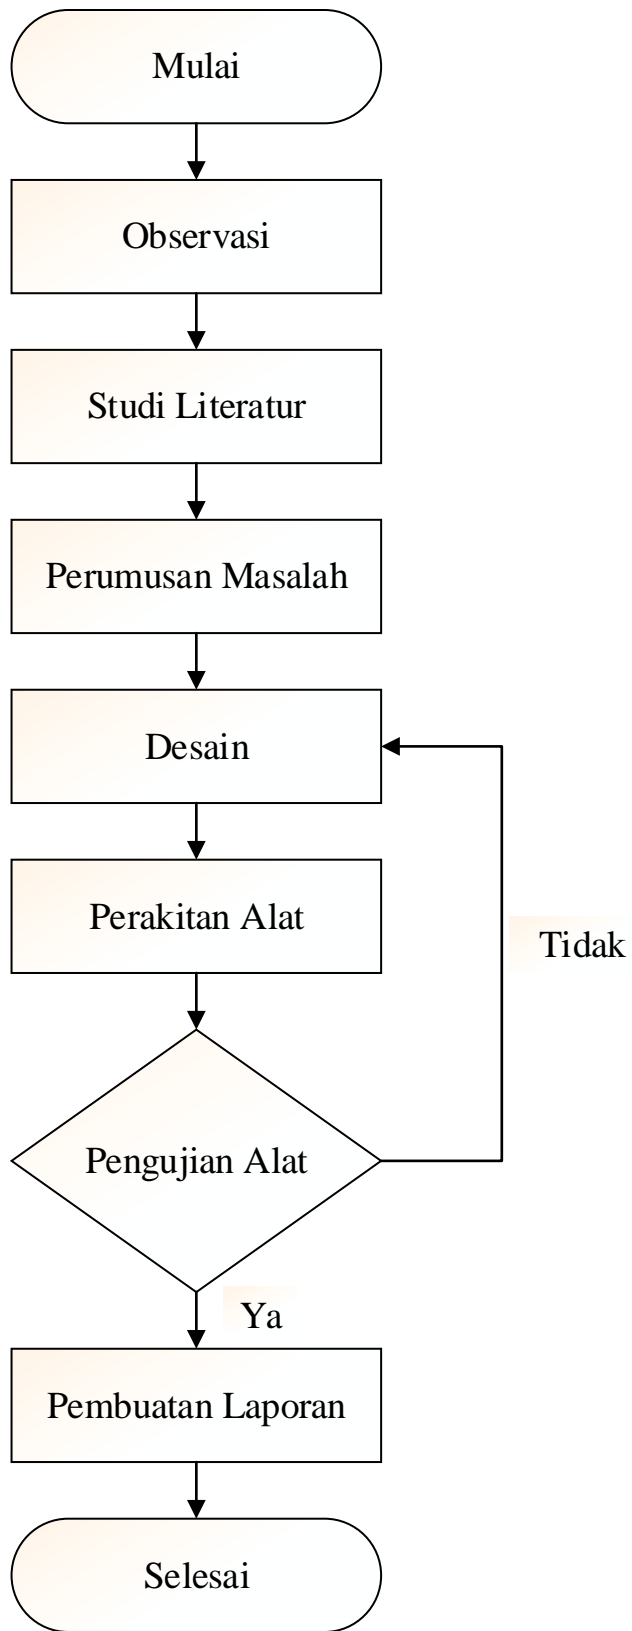 Mulai
Observasi
Studi Literatur
Perumusan Masalah
Desain
Perakitan Alat
Tidak
Pengujian Alat
Ya
Pembuatan Laporan
Selesai